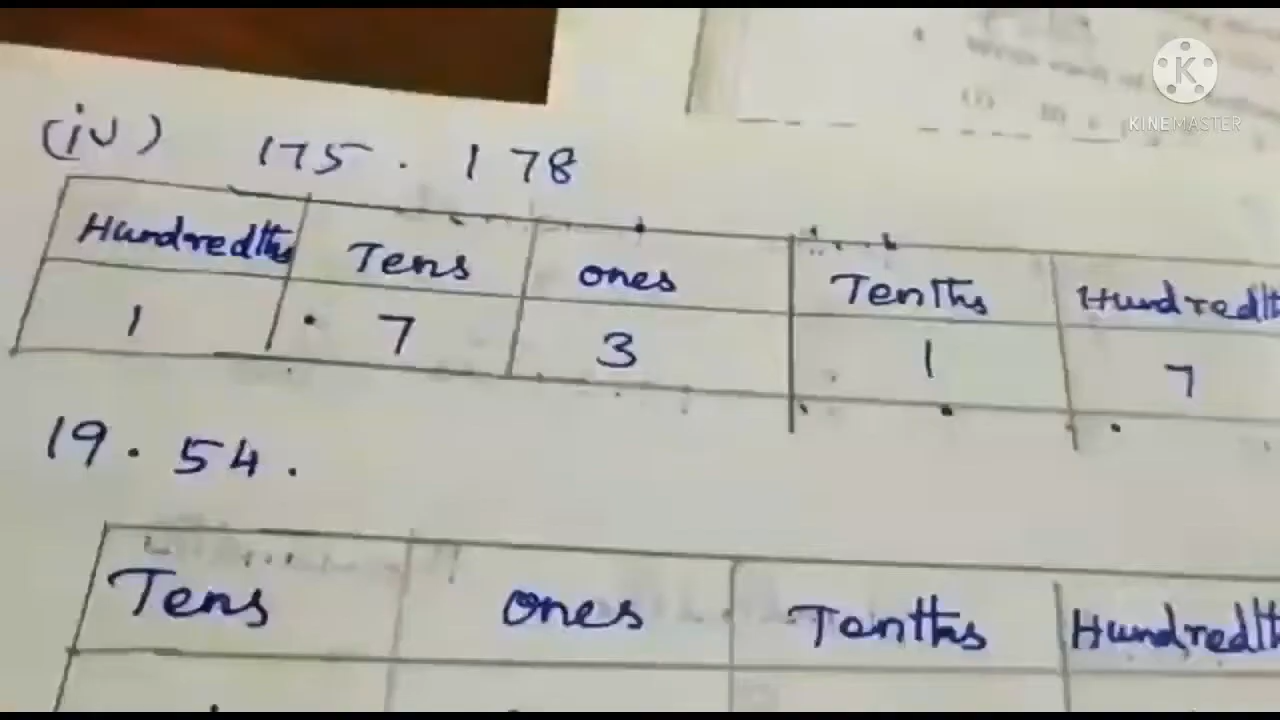 (iv) 175.178
Hundredths Tens ones Tenths Hundredth
1 7 3 1 7
19.54.
Tens ones Tenths Hundredth
KINEMASTER